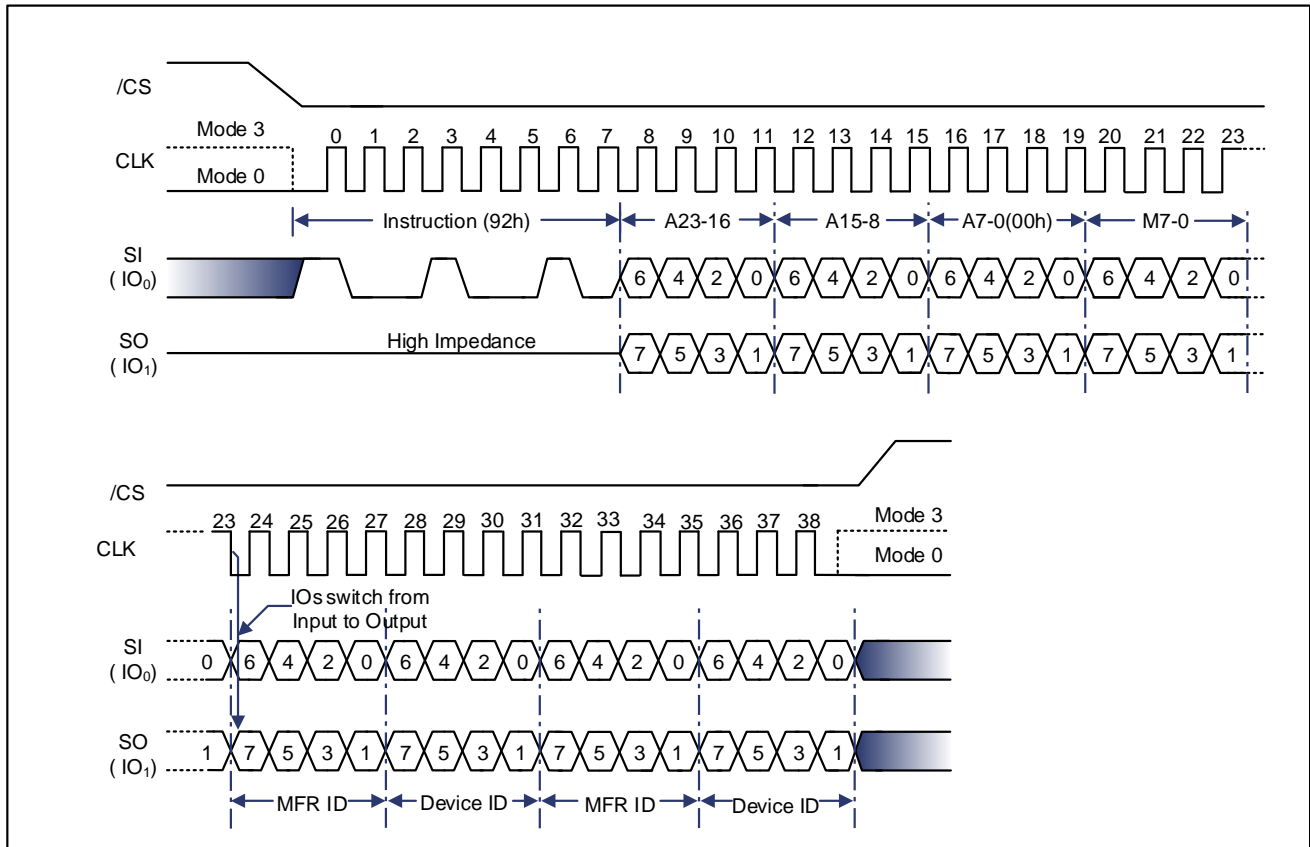 /CS
Mode 3
0 1 2 3 4 5 6 7 8 9 10 11 12 13 14 15 16 17 18 19 20 21 22 23
CLK
Mode 0
Instruction (92h) A23-16 A15-8 A7-0(00h) M7-0
SI
( IO₀)
6 4 2 0 6 4 2 0 6 4 2 0 6 4 2 0
SO
( IO₁)
High Impedance
7 5 3 1 7 5 3 1 7 5 3 1 7 5 3 1
/CS
23 24 25 26 27 28 29 30 31 32 33 34 35 36 37 38
Mode 3
CLK
Mode 0
IOs switch from
Input to Output
SI
( IO₀)
0 6 4 2 0 6 4 2 0 6 4 2 0 6 4 2 0
SO
( IO₁)
1 7 5 3 1 7 5 3 1 7 5 3 1 7 5 3 1
MFR ID Device ID MFR ID Device ID